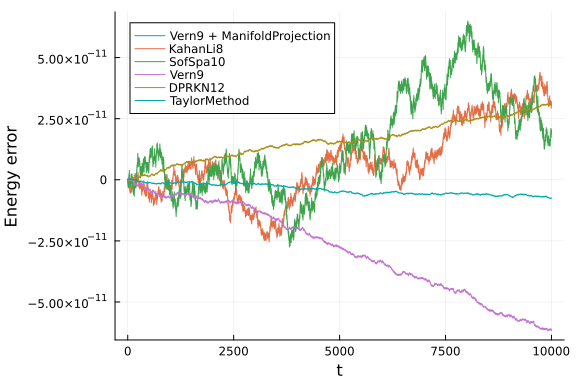 Vern9 + ManifoldProjection
KahanLi8
SofSpa10
Vern9
DPRKN12
TaylorMethod
5.00×10⁻¹¹
2.50×10⁻¹¹
0
-2.50×10⁻¹¹
-5.00×10⁻¹¹
Energy error
0 2500 5000 7500 10000
t